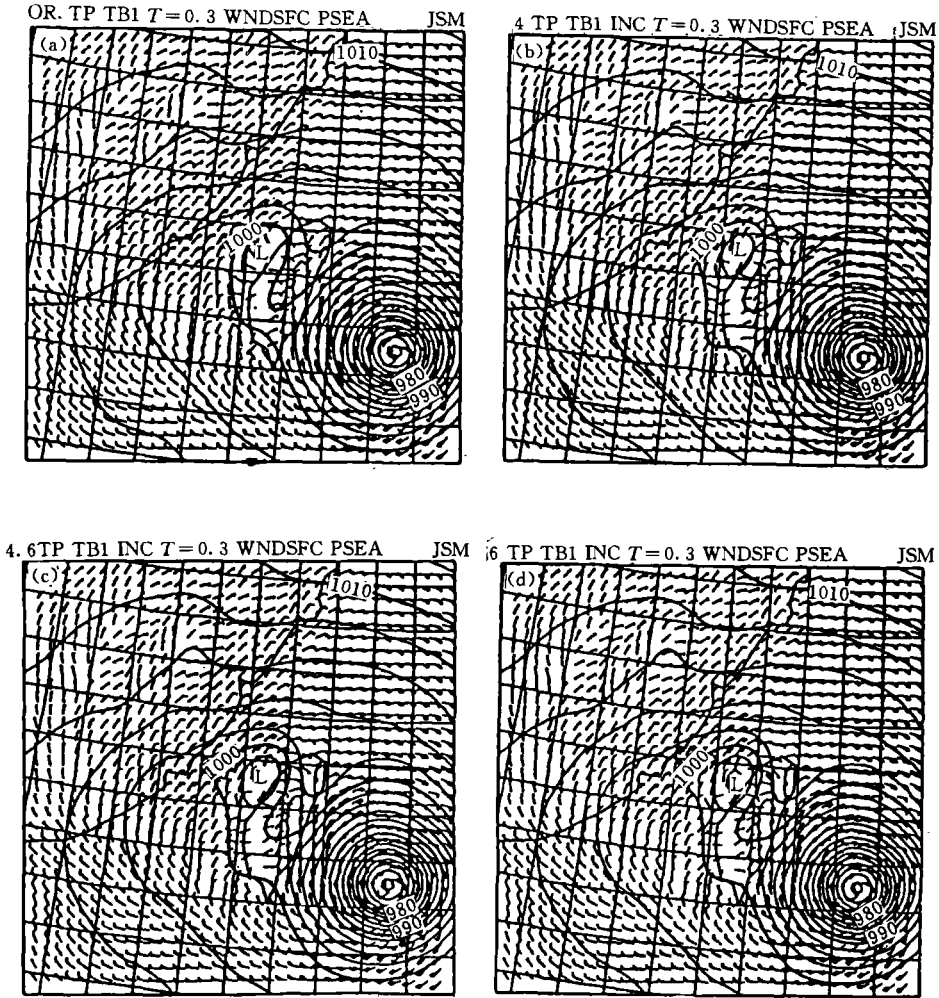 OR. TP TB1 T=0.3 WNDSFC PSEA JSM
(a)
1010
1000
L
980
990
4 TP TB1 INC T=0.3 WNDSFC PSEA JSM
(b)
1010
1000
L
980
990
4.6TP TB1 INC T=0.3 WNDSFC PSEA JSM
(c)
1010
1000
L
980
990
6 TP TB1 INC T=0.3 WNDSFC PSEA JSM
(d)
1010
1000
L
980
990